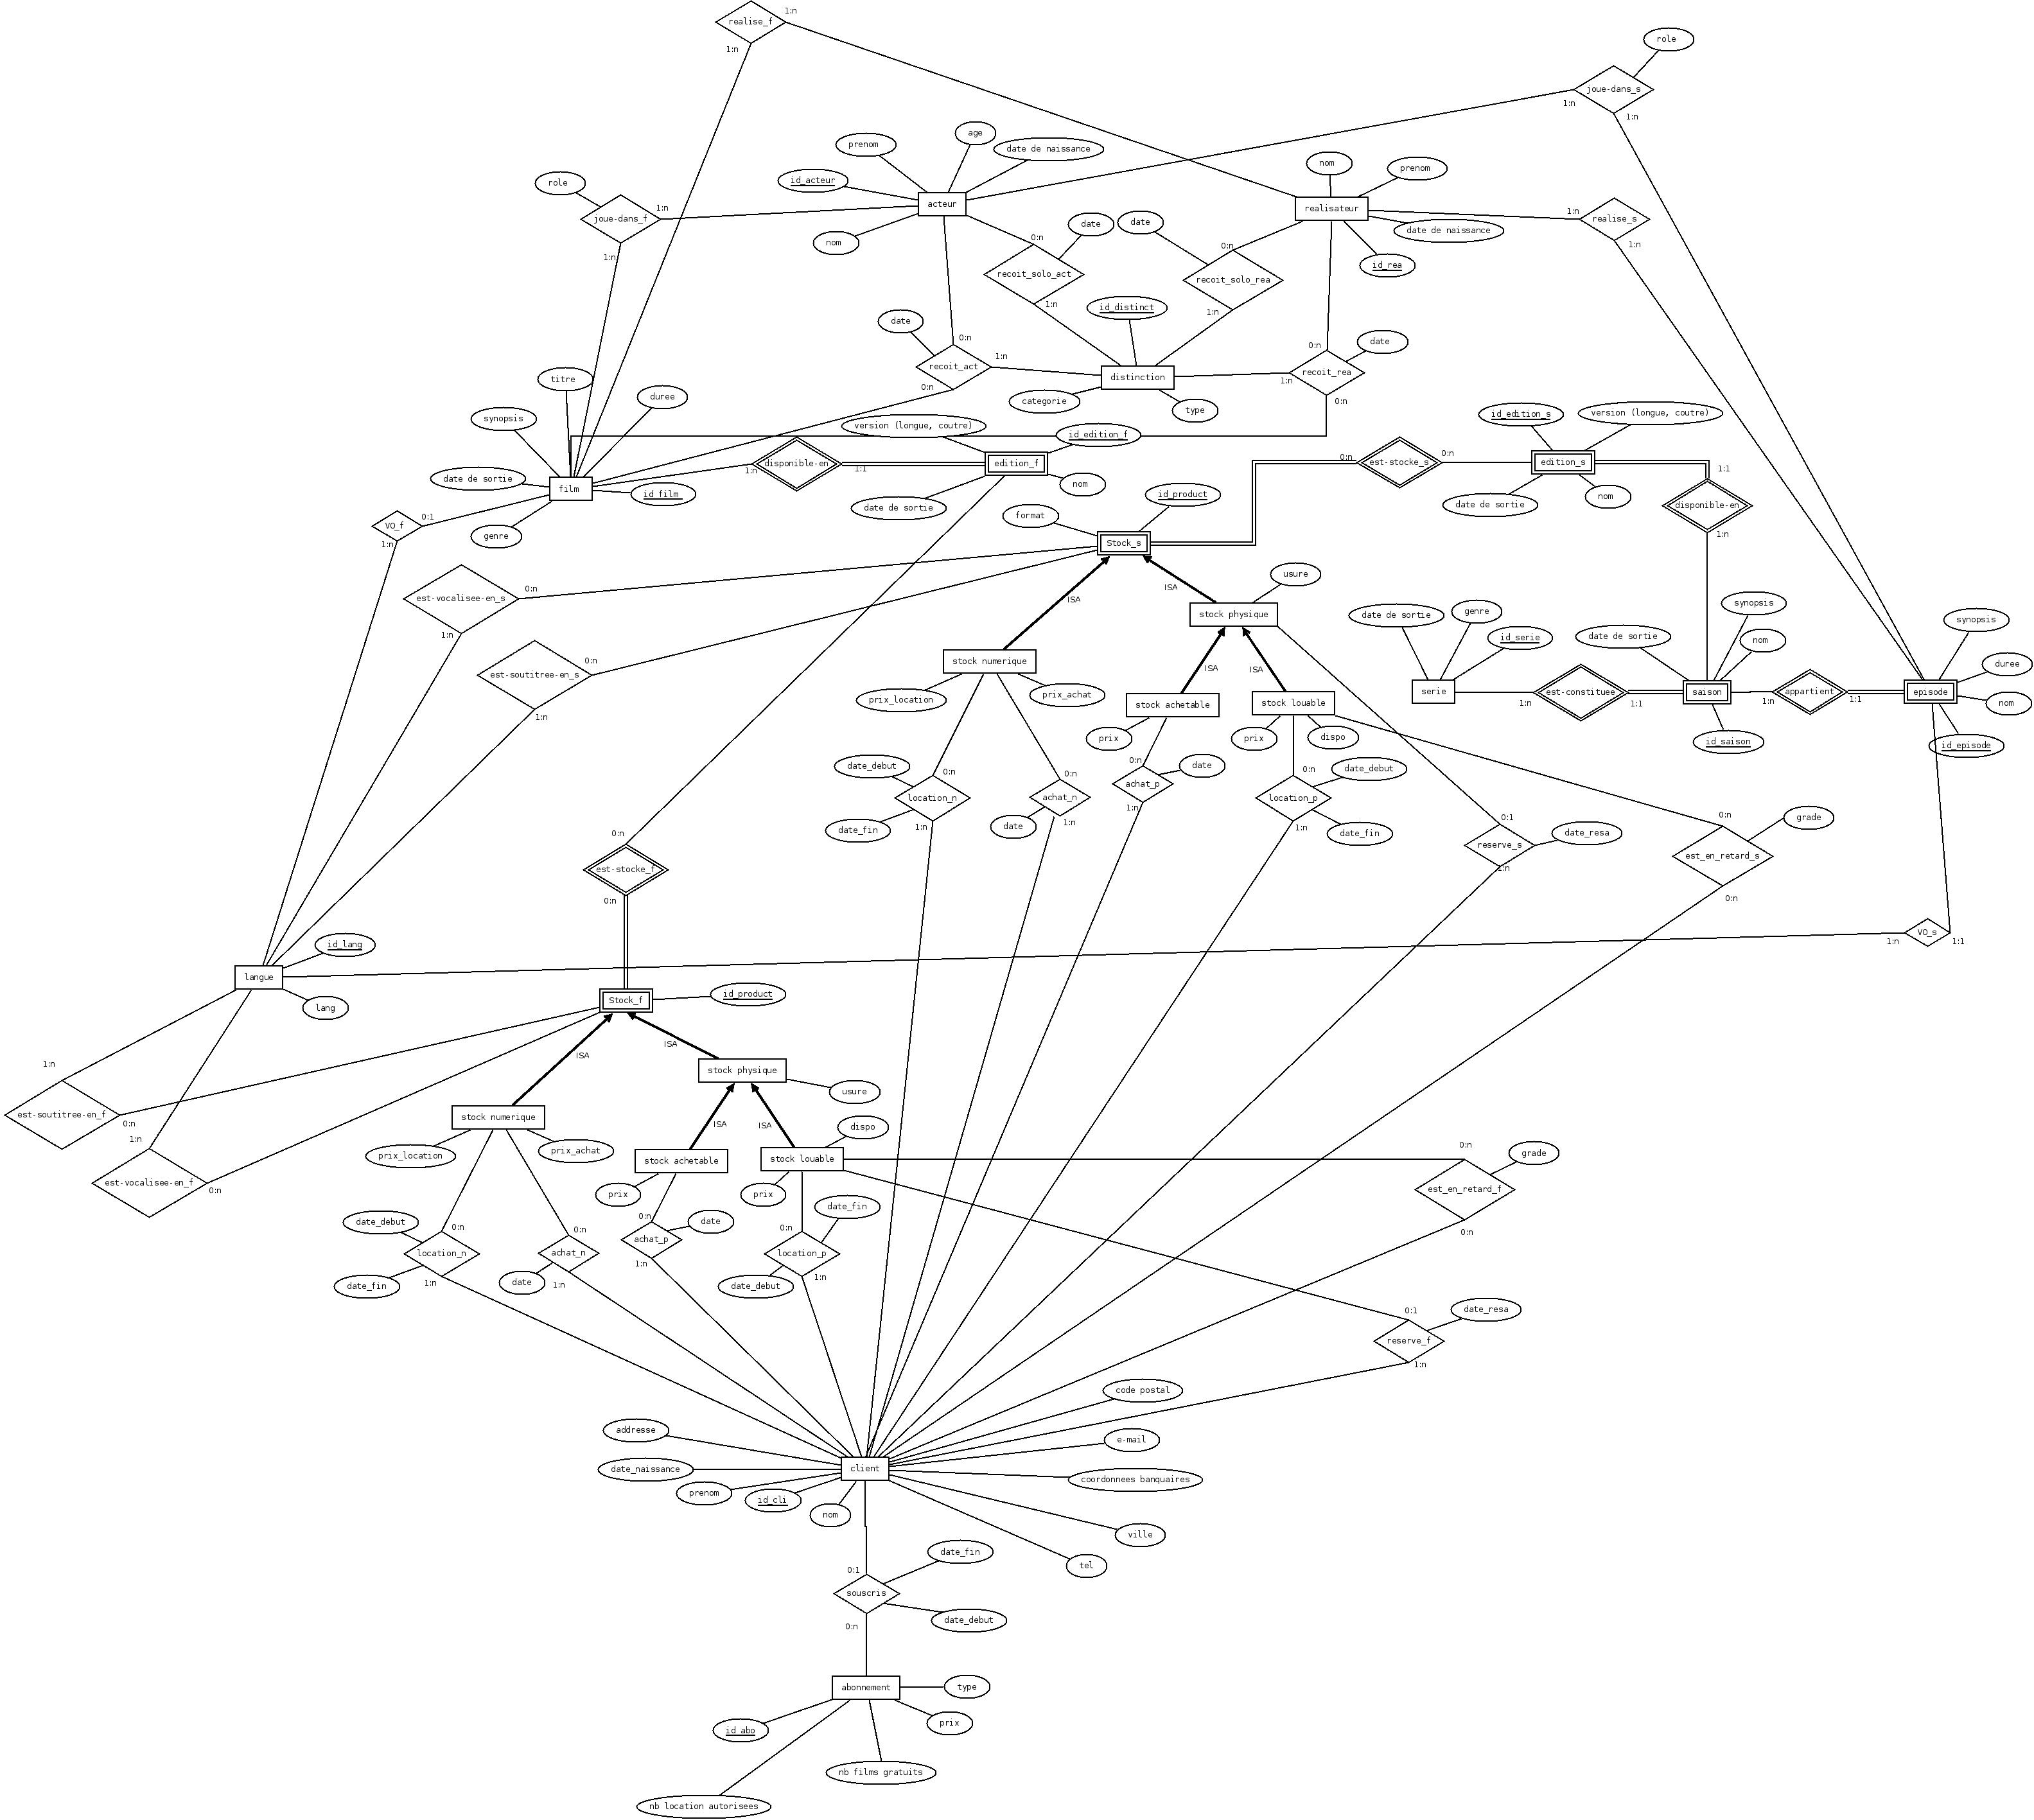 realise_f
1:n
1:n
role
joue-dans_s
1:n
1:n
age
prenom
date de naissance
id_acteur
acteur
nom
role
joue-dans_f
1:n
1:n
nom
prenom
realisateur
date de naissance
id_rea
1:n
realise_s
1:n
date
0:n
recoit_solo_act
1:n
date
0:n
recoit_solo_rea
1:n
id_distinct
date
0:n
recoit_act
1:n
0:n
distinction
categorie
type
date
0:n
recoit_rea
1:n
0:n
titre
duree
synopsis
date de sortie
film
id_film
genre
version (longue, coutre)
id_edition_f
1:n
disponible-en
1:1
edition_f
nom
date de sortie
id_edition_s
version (longue, coutre)
0:n
est-stocke_s
0:n
edition_s
date de sortie
nom
1:1
disponible-en
1:n
VO_f
0:1
1:n
format
id_product
Stock_s
est-vocalisee-en_s
0:n
1:n
est-soutitree-en_s
0:n
1:n
ISA
ISA
usure
stock physique
stock numerique
prix_location
prix_achat
ISA
ISA
stock achetable
prix
stock louable
prix
dispo
date de sortie
genre
id_serie
serie
1:n
est-constituee
1:1
date de sortie
synopsis
nom
saison
id_saison
1:n
appartient
1:1
synopsis
duree
episode
nom
id_episode
date_debut
0:n
location_n
date_fin
1:n
0:n
achat_n
date
1:n
0:n
achat_p
date
1:n
0:n
date_debut
location_p
date_fin
1:n
0:1
reserve_s
date_resa
1:n
0:n
grade
est_en_retard_s
0:n
0:n
est-stocke_f
0:n
1:n
VO_s
1:1
id_lang
langue
lang
Stock_f
id_product
ISA
ISA
stock physique
usure
1:n
est-soutitree-en_f
0:n
1:n
est-vocalisee-en_f
0:n
stock numerique
prix_location
prix_achat
ISA
ISA
stock achetable
prix
dispo
stock louable
prix
0:n
grade
est_en_retard_f
0:n
date_debut
0:n
location_n
date_fin
1:n
0:n
achat_n
date
1:n
0:n
date
achat_p
1:n
date_fin
0:n
location_p
date_debut
1:n
0:1
date_resa
reserve_f
1:n
code postal
addresse
e-mail
date_naissance
client
coordonnees banquaires
prenom
id_cli
nom
ville
tel
date_fin
0:1
souscris
date_debut
0:n
abonnement
type
id_abo
prix
nb films gratuits
nb location autorisees